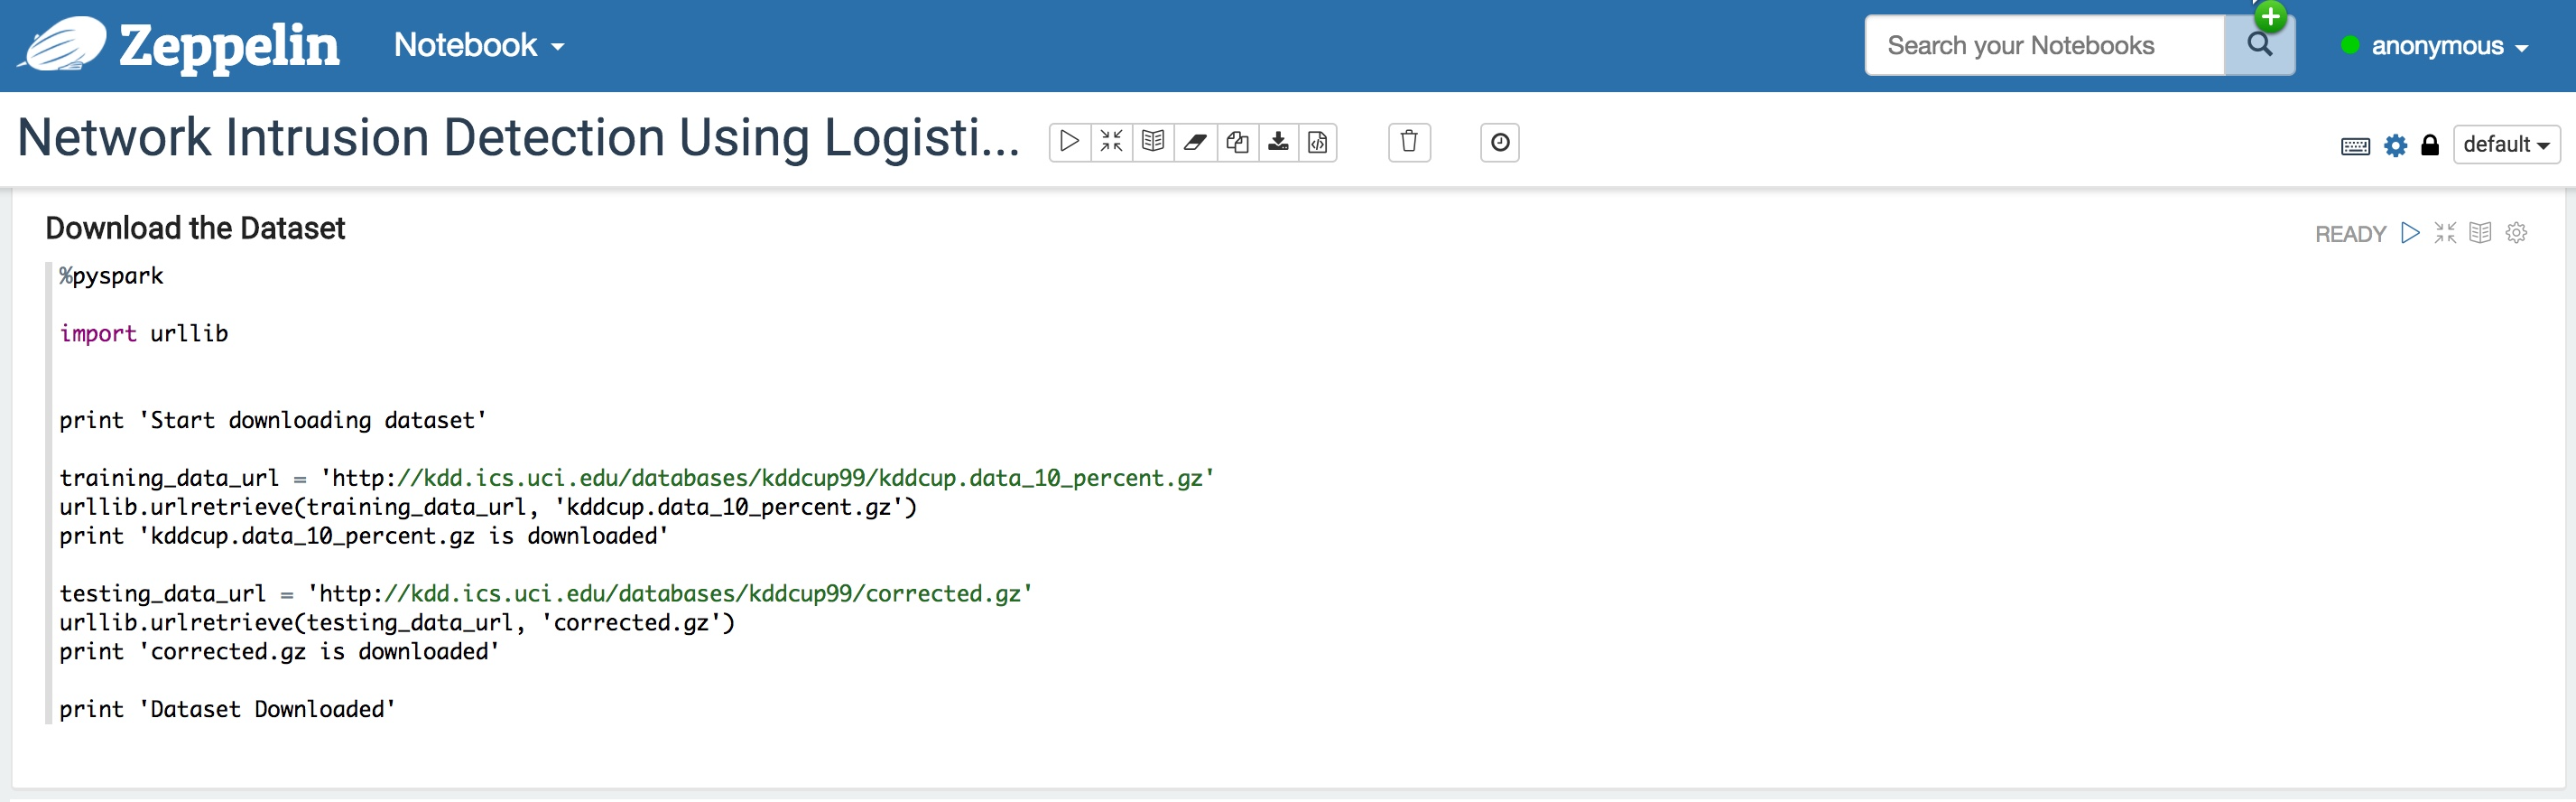 Zeppelin Notebook Search your Notebooks anonymous
Network Intrusion Detection Using Logisti... default
Download the Dataset READY
%pyspark
import urllib
print 'Start downloading dataset'
training_data_url = 'http://kdd.ics.uci.edu/databases/kddcup99/kddcup.data_10_percent.gz'
urllib.urlretrieve(training_data_url, 'kddcup.data_10_percent.gz')
print 'kddcup.data_10_percent.gz is downloaded'
testing_data_url = 'http://kdd.ics.uci.edu/databases/kddcup99/corrected.gz'
urllib.urlretrieve(testing_data_url, 'corrected.gz')
print 'corrected.gz is downloaded'
print 'Dataset Downloaded'